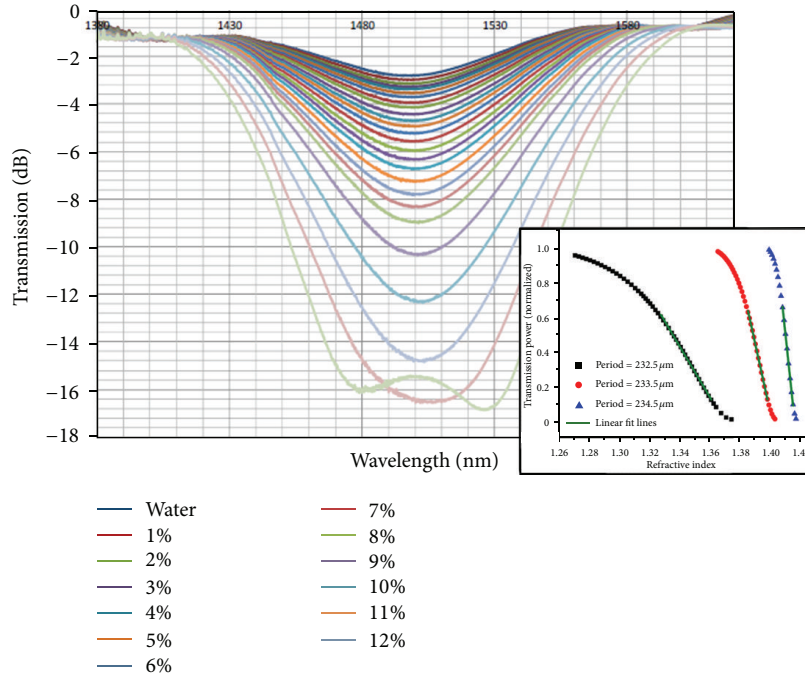 0
1380 1430 1480 1530 1580
−2
−4
−6
−8
−10
−12
−14
−16
−18
Transmission (dB)
Wavelength (nm)
1.0
0.8
0.6
0.4
0.2
0
Transmission power (normalized)
Period = 232.5 μm
Period = 233.5 μm
Period = 234.5 μm
Linear fit lines
1.26 1.28 1.30 1.32 1.34 1.36 1.38 1.40
Refractive index
Water
1%
2%
3%
4%
5%
6%
7%
8%
9%
10%
11%
12%